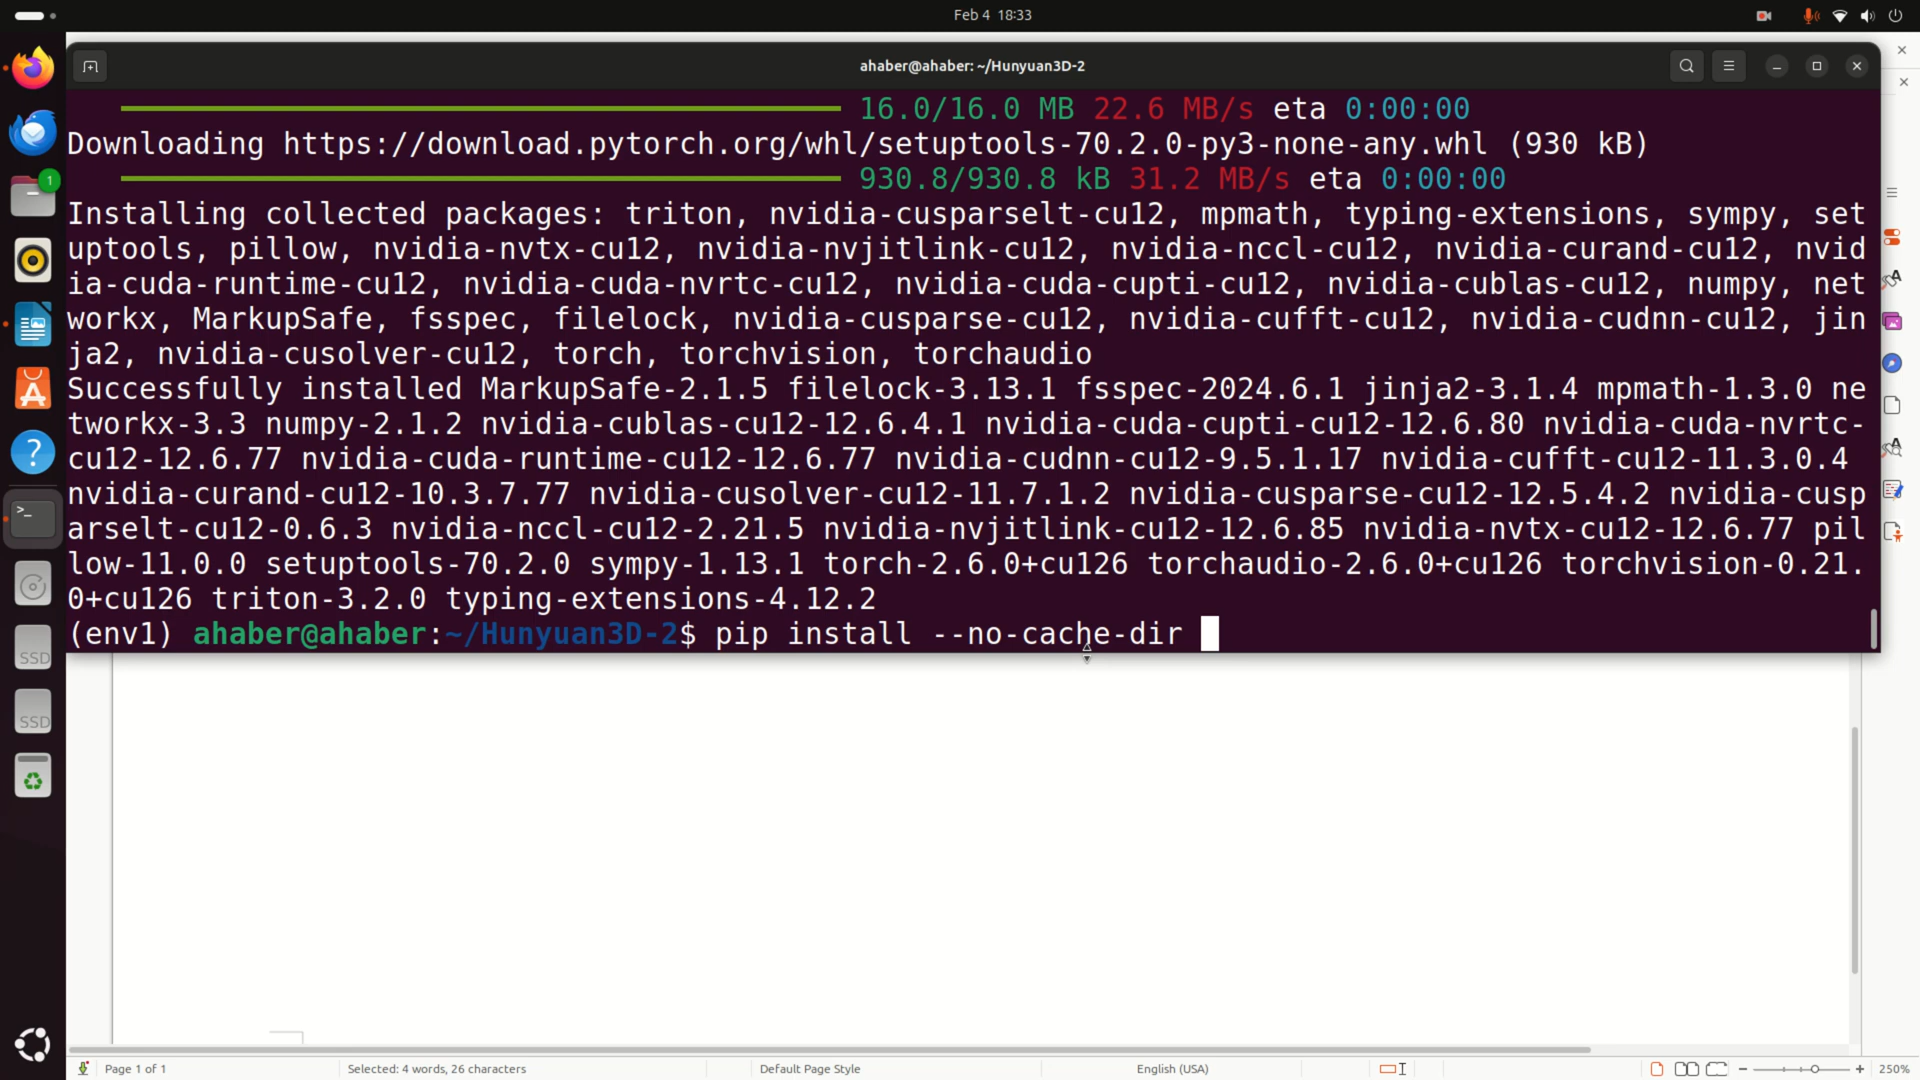 Feb 4 18:33
ahaber@ahaber: ~/Hunyuan3D-2
16.0/16.0 MB 22.6 MB/s eta 0:00:00
Downloading https://download.pytorch.org/whl/setuptools-70.2.0-py3-none-any.whl (930 kB)
930.8/930.8 kB 31.2 MB/s eta 0:00:00
Installing collected packages: triton, nvidia-cusparselt-cu12, mpmath, typing-extensions, sympy, set
uptools, pillow, nvidia-nvtx-cu12, nvidia-nvjitlink-cu12, nvidia-nccl-cu12, nvidia-curand-cu12, nvid
ia-cuda-runtime-cu12, nvidia-cuda-nvrtc-cu12, nvidia-cuda-cupti-cu12, nvidia-cublas-cu12, numpy, net
workx, MarkupSafe, fsspec, filelock, nvidia-cusparse-cu12, nvidia-cufft-cu12, nvidia-cudnn-cu12, jin
ja2, nvidia-cusolver-cu12, torch, torchvision, torchaudio
Successfully installed MarkupSafe-2.1.5 filelock-3.13.1 fsspec-2024.6.1 jinja2-3.1.4 mpmath-1.3.0 ne
tworkx-3.3 numpy-2.1.2 nvidia-cublas-cu12-12.6.4.1 nvidia-cuda-cupti-cu12-12.6.80 nvidia-cuda-nvrtc-
cu12-12.6.77 nvidia-cuda-runtime-cu12-12.6.77 nvidia-cudnn-cu12-9.5.1.17 nvidia-cufft-cu12-11.3.0.4
nvidia-curand-cu12-10.3.7.77 nvidia-cusolver-cu12-11.7.1.2 nvidia-cusparse-cu12-12.5.4.2 nvidia-cusp
arselt-cu12-0.6.3 nvidia-nccl-cu12-2.21.5 nvidia-nvjitlink-cu12-12.6.85 nvidia-nvtx-cu12-12.6.77 pil
low-11.0.0 setuptools-70.2.0 sympy-1.13.1 torch-2.6.0+cu126 torchaudio-2.6.0+cu126 torchvision-0.21.
0+cu126 triton-3.2.0 typing-extensions-4.12.2
(env1) ahaber@ahaber:~/Hunyuan3D-2$ pip install --no-cache-dir
1
SSD
SSD
Page 1 of 1
Selected: 4 words, 26 characters
Default Page Style
English (USA)
250%